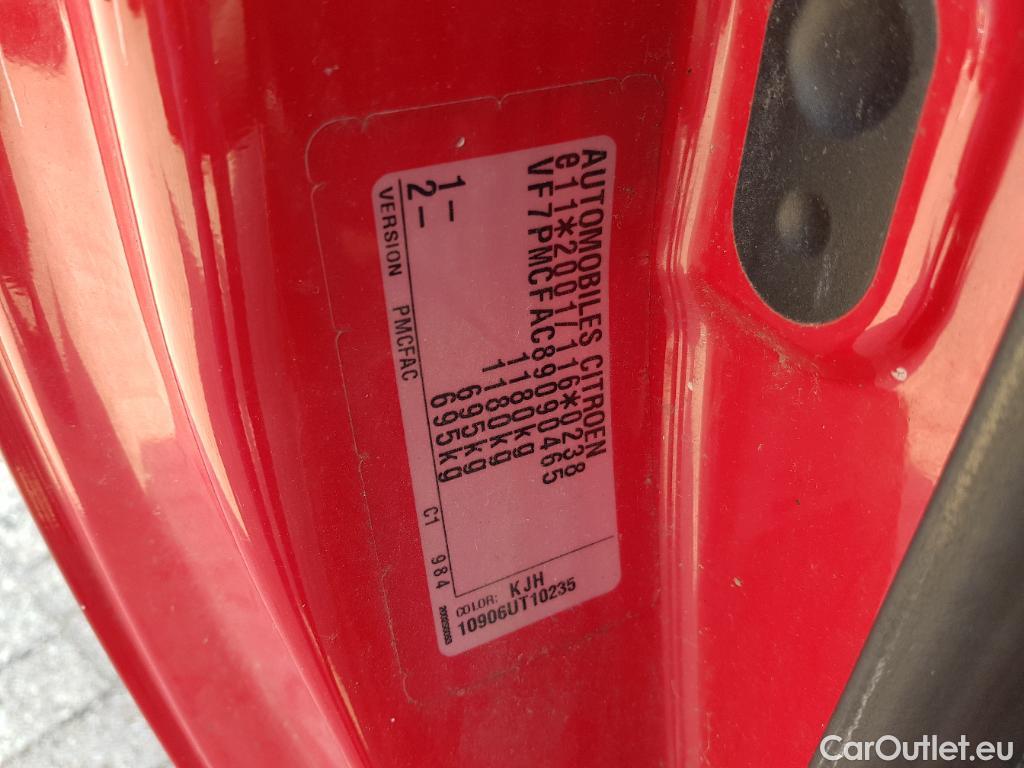 AUTOMOBILES CITROEN
e11*2001/116*0238
VF7PMCFAC89090465
1180kg
1180kg
1- 695kg
2- 695kg
VERSION PMCFAC C1 984
COLOR: KJH
10906UT10235
CarOutlet.eu